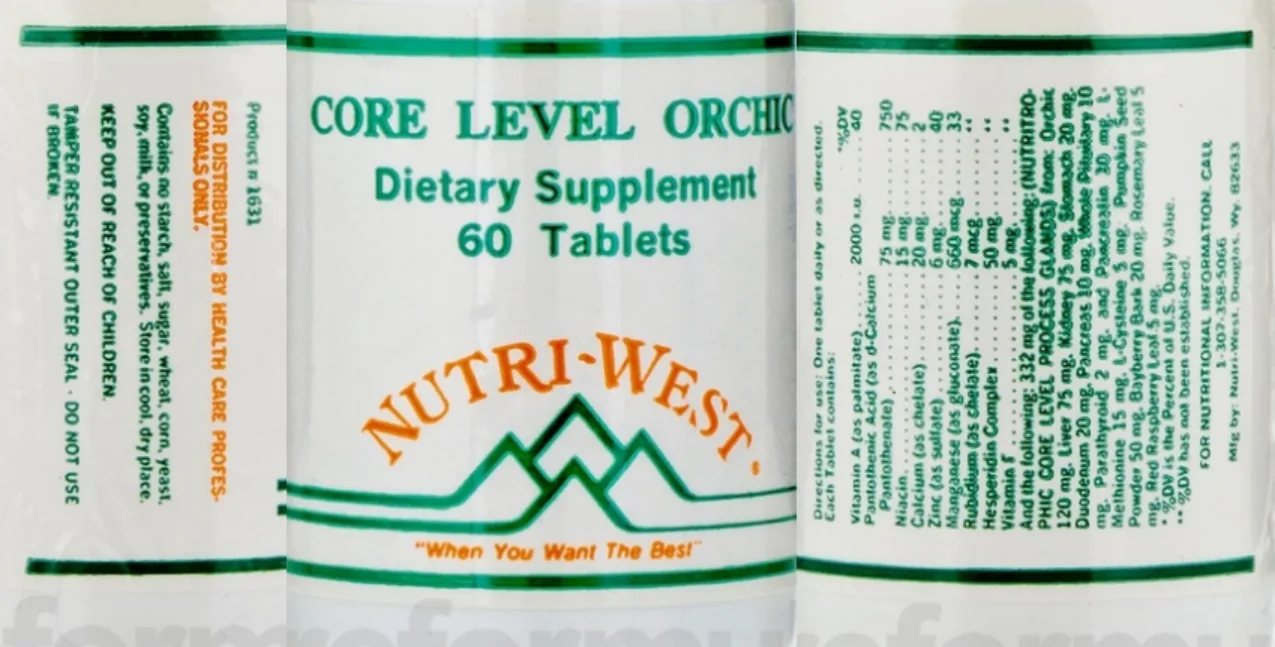 Product # 1631
FOR DISTRIBUTION BY HEALTH CARE PROFES-
SIONALS ONLY.
Contains no starch, salt, sugar, wheat, corn, yeast,
soy, milk, or preservatives. Store in cool, dry place.
KEEP OUT OF REACH OF CHILDREN.
TAMPER RESISTANT OUTER SEAL - DO NOT USE
IF BROKEN.
CORE LEVEL ORCHIC
Dietary Supplement
60 Tablets
NUTRI-WEST®
"When You Want The Best"
Directions for use: One tablet daily or as directed.
Each Tablet contains: %DV
Vitamin A (as palmitate) 2000 I.U. 40
Pantothenic Acid (as d-Calcium
Pantothenate) 75 mg. 750
Niacin 15 mg. 75
Calcium (as chelate) 20 mg. 2
Zinc (as sulfate) 6 mg. 40
Manganese (as gluconate) 660 mcg. 33
Rubidium (as chelate) 7 mcg. **
Hesperidin Complex 50 mg. **
Vitamin F 5 mg. **
And the following: 332 mg of the following: (NUTRITRO-
PHIC CORE LEVEL PROCESS GLANDS) from: Orchic
120 mg. Liver 75 mg. Kidney 75 mg. Stomach 20 mg.
Duodenum 20 mg. Pancreas 10 mg. Whole Pituitary 10
mg. Parathyroid 2 mg. and Pancreatin 30 mg. L-
Methionine 15 mg. L-Cysteine 5 mg. Pumpkin Seed
Powder 50 mg. Bayberry Bark 20 mg. Rosemary Leaf 5
mg. Red Raspberry Leaf 5 mg.
* %DV is the Percent of U.S. Daily Value.
** %DV has not been established.
FOR NUTRITIONAL INFORMATION, CALL
1-307-358-5066
Mfg by: Nutri-West, Douglas, Wy. 82633